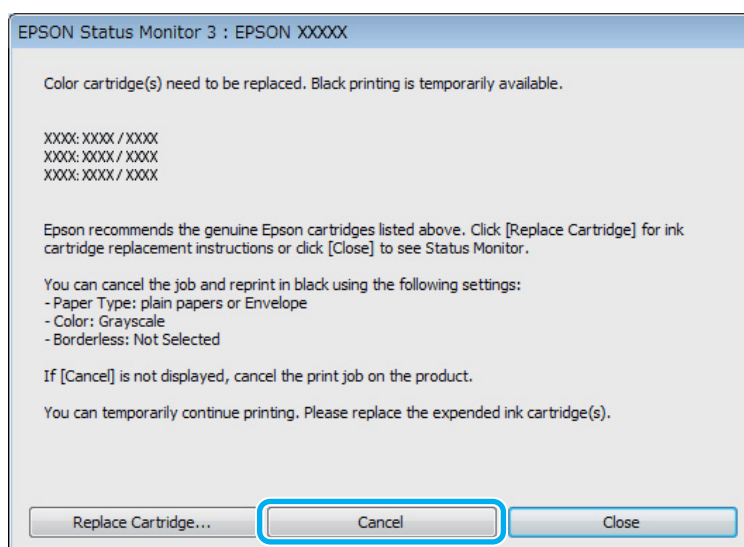 EPSON Status Monitor 3 : EPSON XXXXX
Color cartridge(s) need to be replaced. Black printing is temporarily available.
XXXX: XXXX / XXXX
XXXX: XXXX / XXXX
XXXX: XXXX / XXXX
Epson recommends the genuine Epson cartridges listed above. Click [Replace Cartridge] for ink
cartridge replacement instructions or click [Close] to see Status Monitor.
You can cancel the job and reprint in black using the following settings:
- Paper Type: plain papers or Envelope
- Color: Grayscale
- Borderless: Not Selected
If [Cancel] is not displayed, cancel the print job on the product.
You can temporarily continue printing. Please replace the expended ink cartridge(s).
Replace Cartridge... Cancel Close